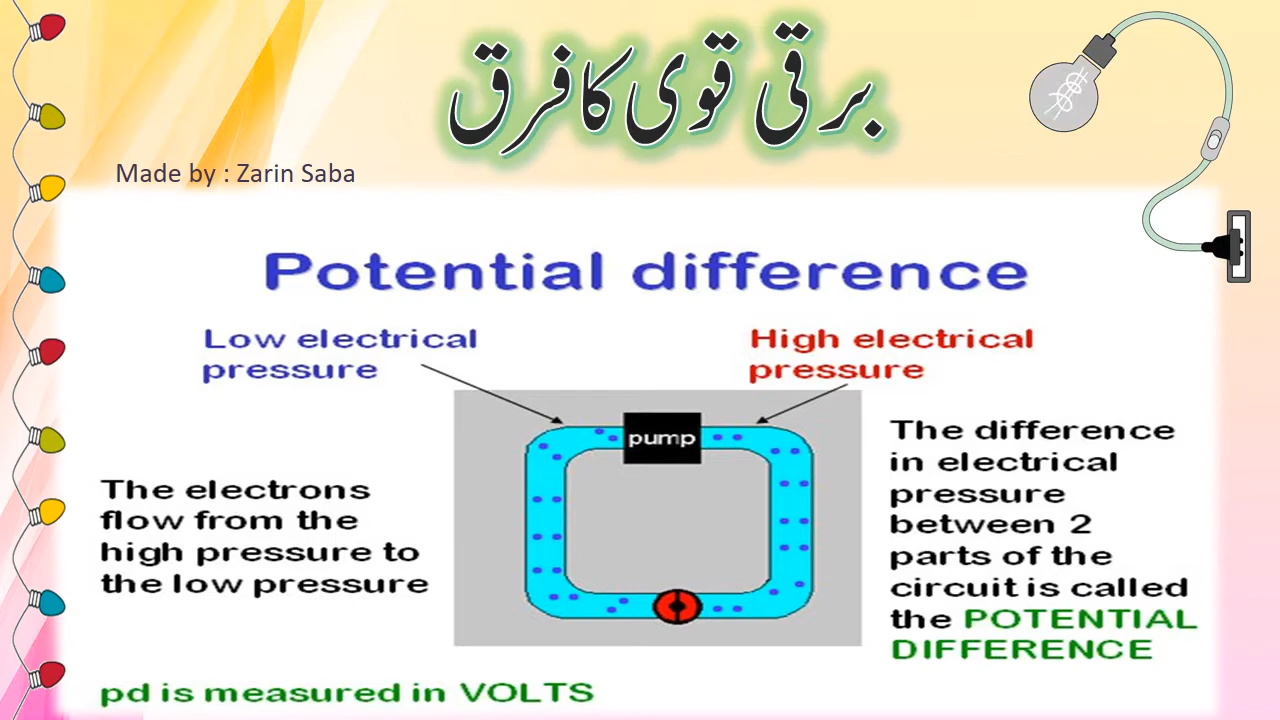 برقی قوی کا فرق
Made by : Zarin Saba
Potential difference
Low electrical
pressure
High electrical
pressure
pump
The electrons
flow from the
high pressure to
the low pressure
The difference
in electrical
pressure
between 2
parts of the
circuit is called
the POTENTIAL
DIFFERENCE
pd is measured in VOLTS